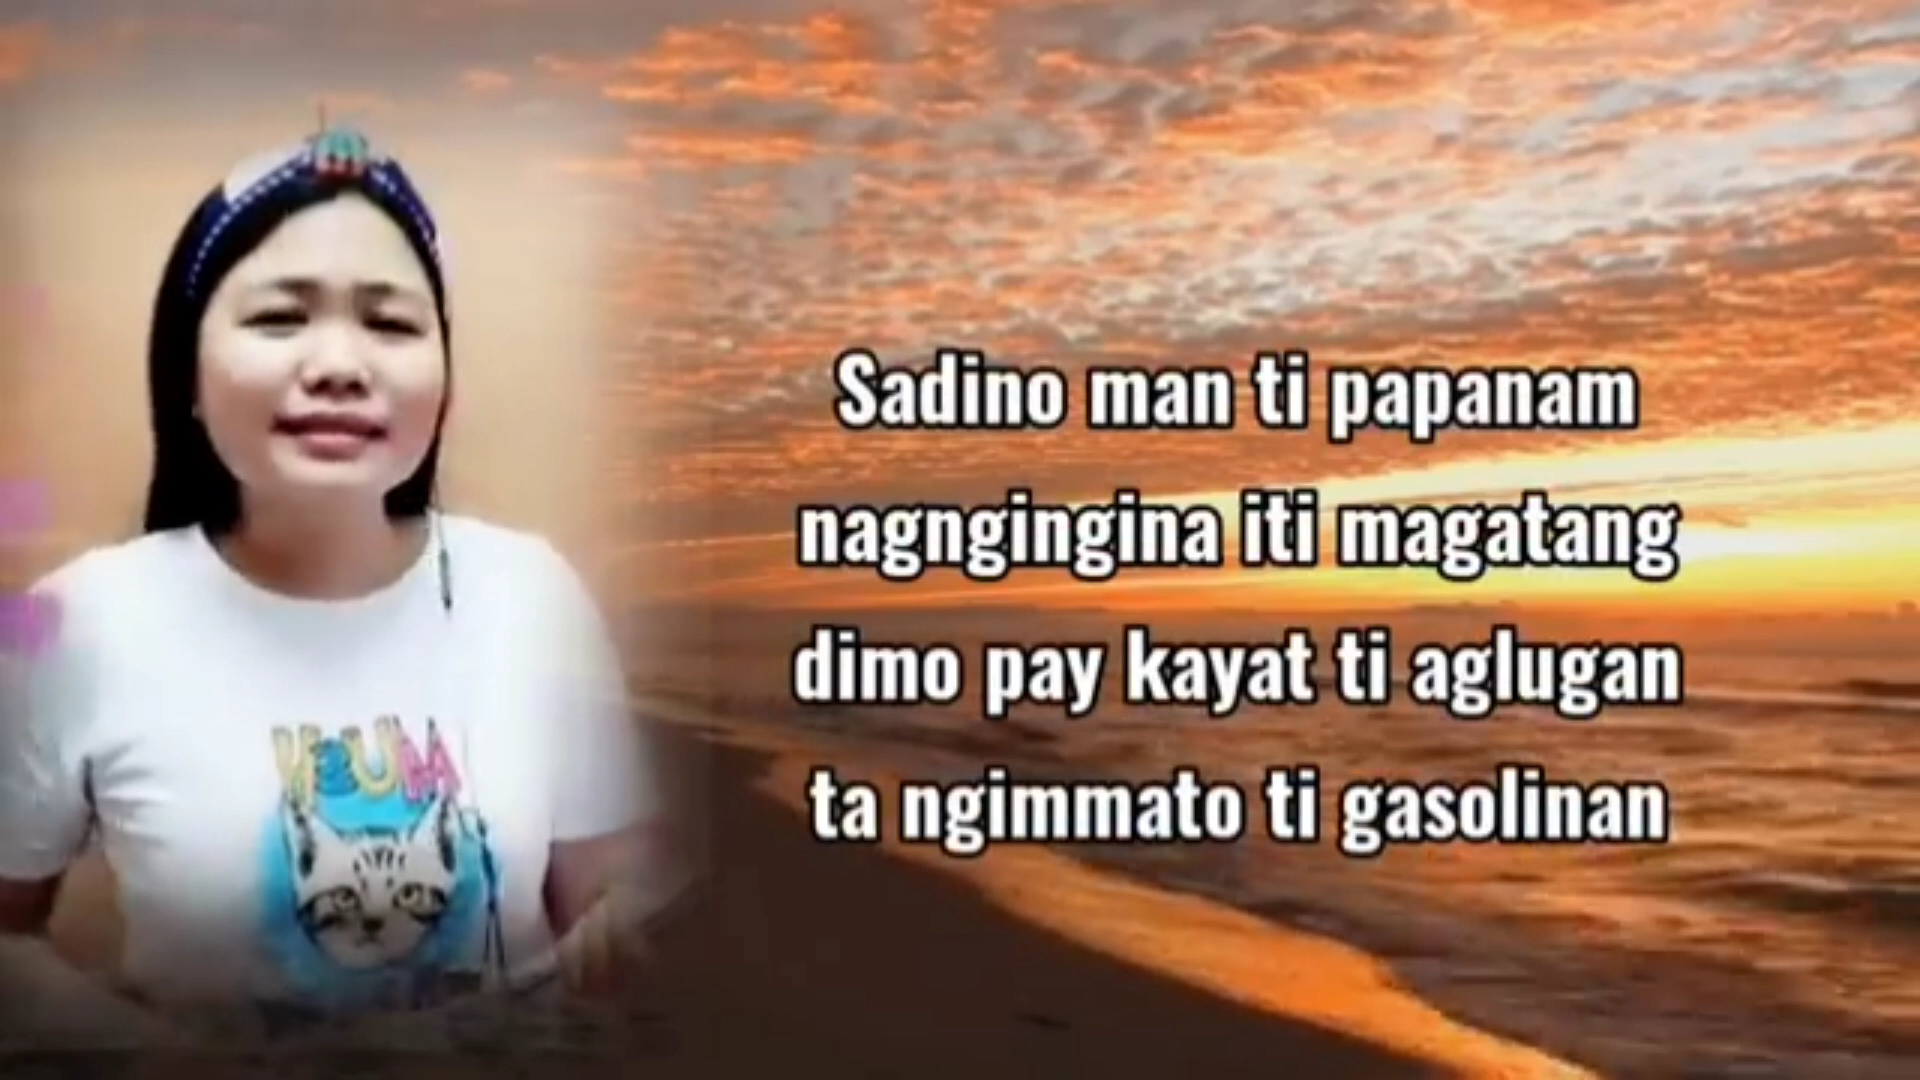 Sadino man ti papanam
nagngingina iti magatang
dimo pay kayat ti aglugan
ta ngimmato ti gasolinan